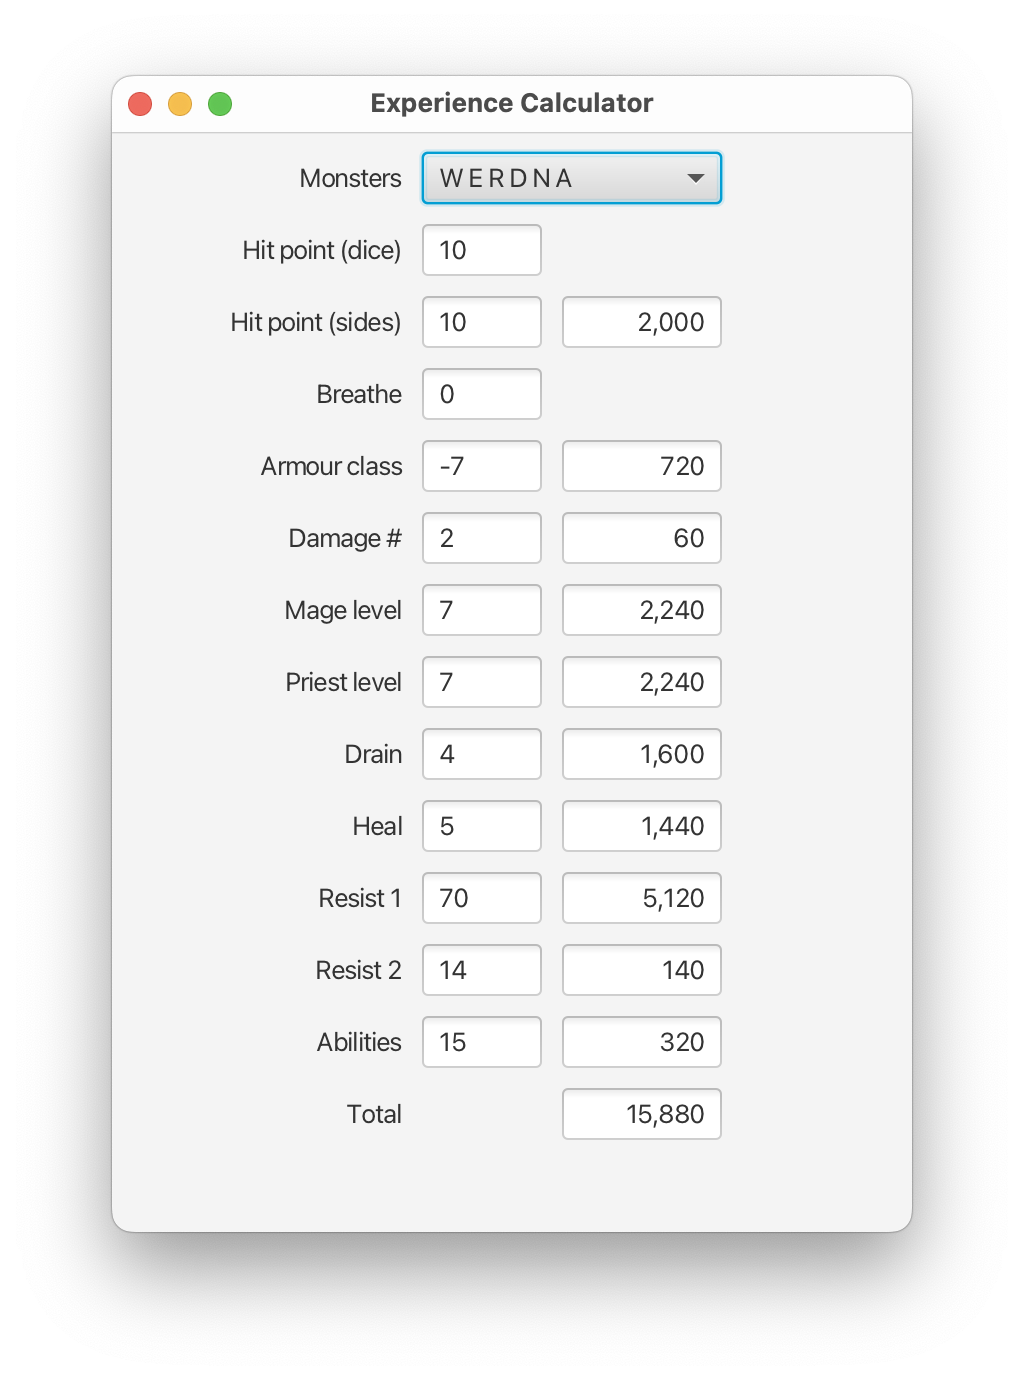 Experience Calculator
Monsters WERDNA
Hit point (dice) 10
Hit point (sides) 10 2,000
Breathe 0
Armour class -7 720
Damage # 2 60
Mage level 7 2,240
Priest level 7 2,240
Drain 4 1,600
Heal 5 1,440
Resist 1 70 5,120
Resist 2 14 140
Abilities 15 320
Total 15,880